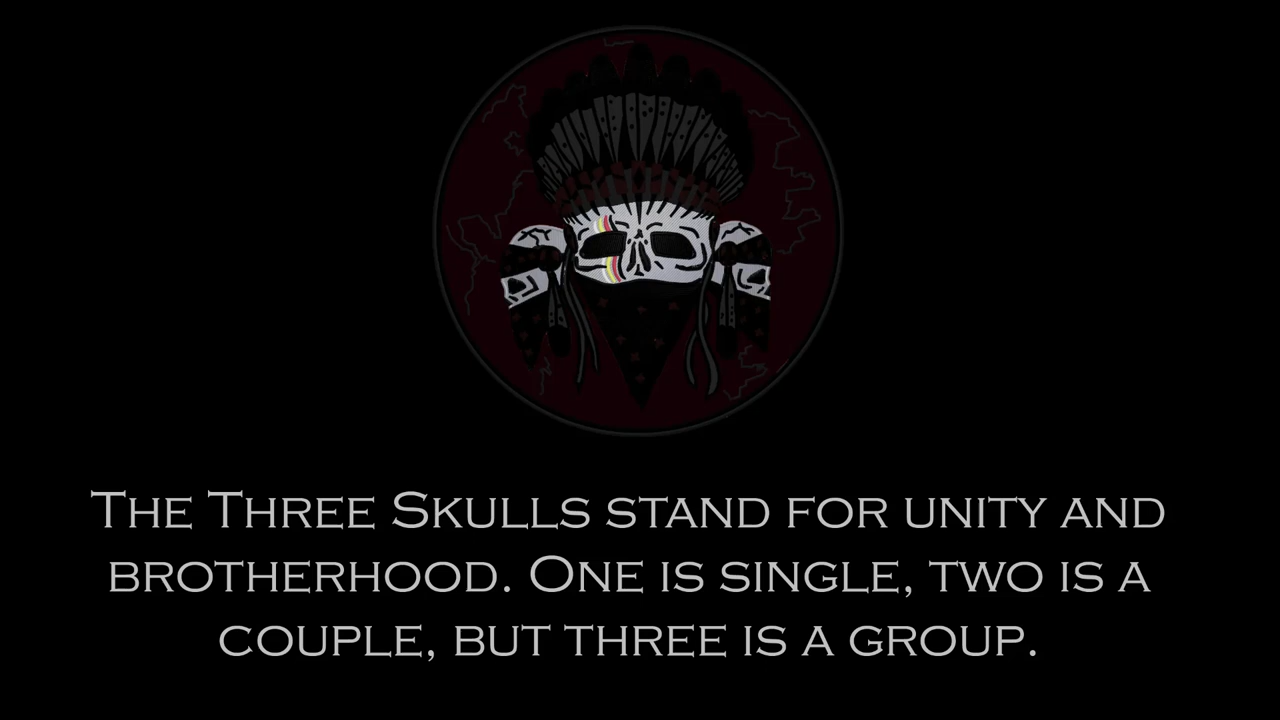 The Three Skulls stand for unity and
brotherhood. One is single, two is a
couple, but three is a group.